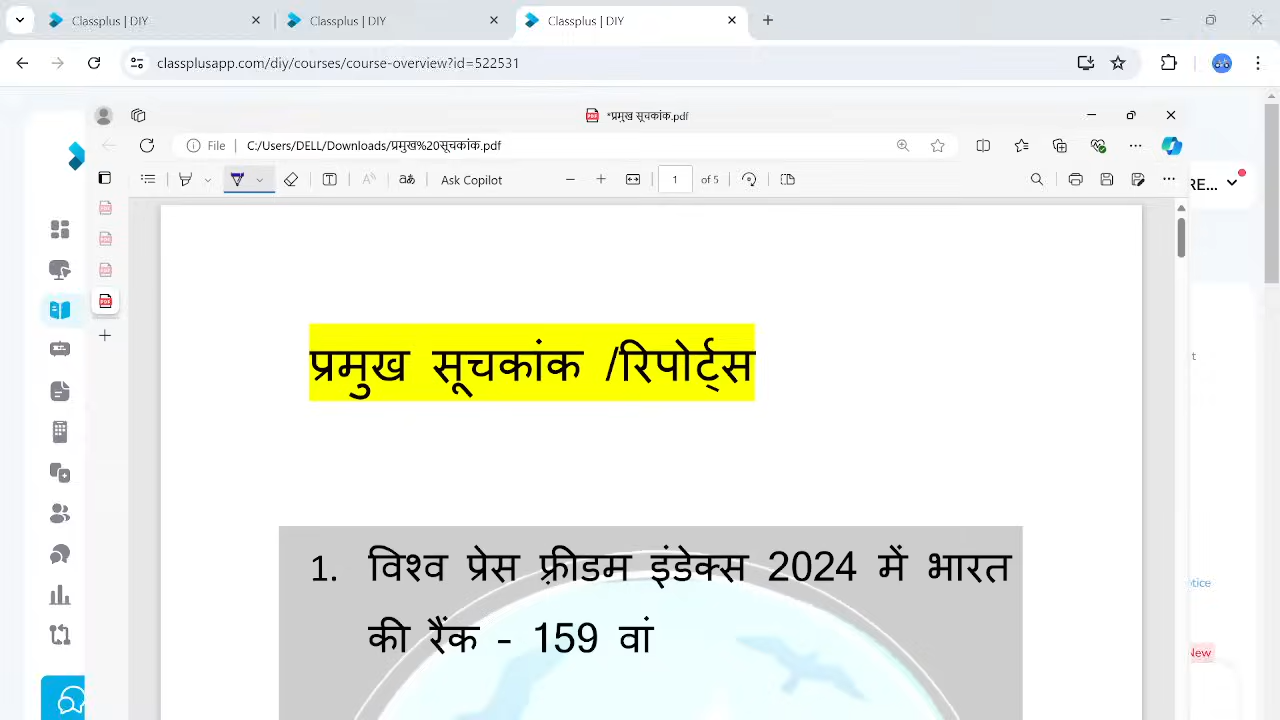 Classplus | DIY
Classplus | DIY
Classplus | DIY
classplusapp.com/diy/courses/course-overview?id=522531
*प्रमुख सूचकांक.pdf
File
C:/Users/DELL/Downloads/प्रमुख%20सूचकांक.pdf
Ask Copilot
1 of 5
RE...
प्रमुख सूचकांक /रिपोर्ट्स
1. विश्व प्रेस फ़्रीडम इंडेक्स 2024 में भारत
की रैंक - 159 वां
New